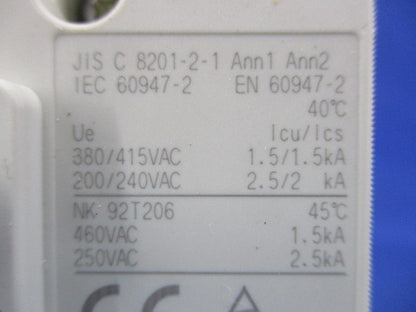 JIS C 8201-2-1 Ann1 Ann2
IEC 60947-2 EN 60947-2
40℃
Ue Icu/Ics
380/415VAC 1.5/1.5kA
200/240VAC 2.5/2 kA
NK 92T206 45℃
460VAC 1.5kA
250VAC 2.5kA
CE